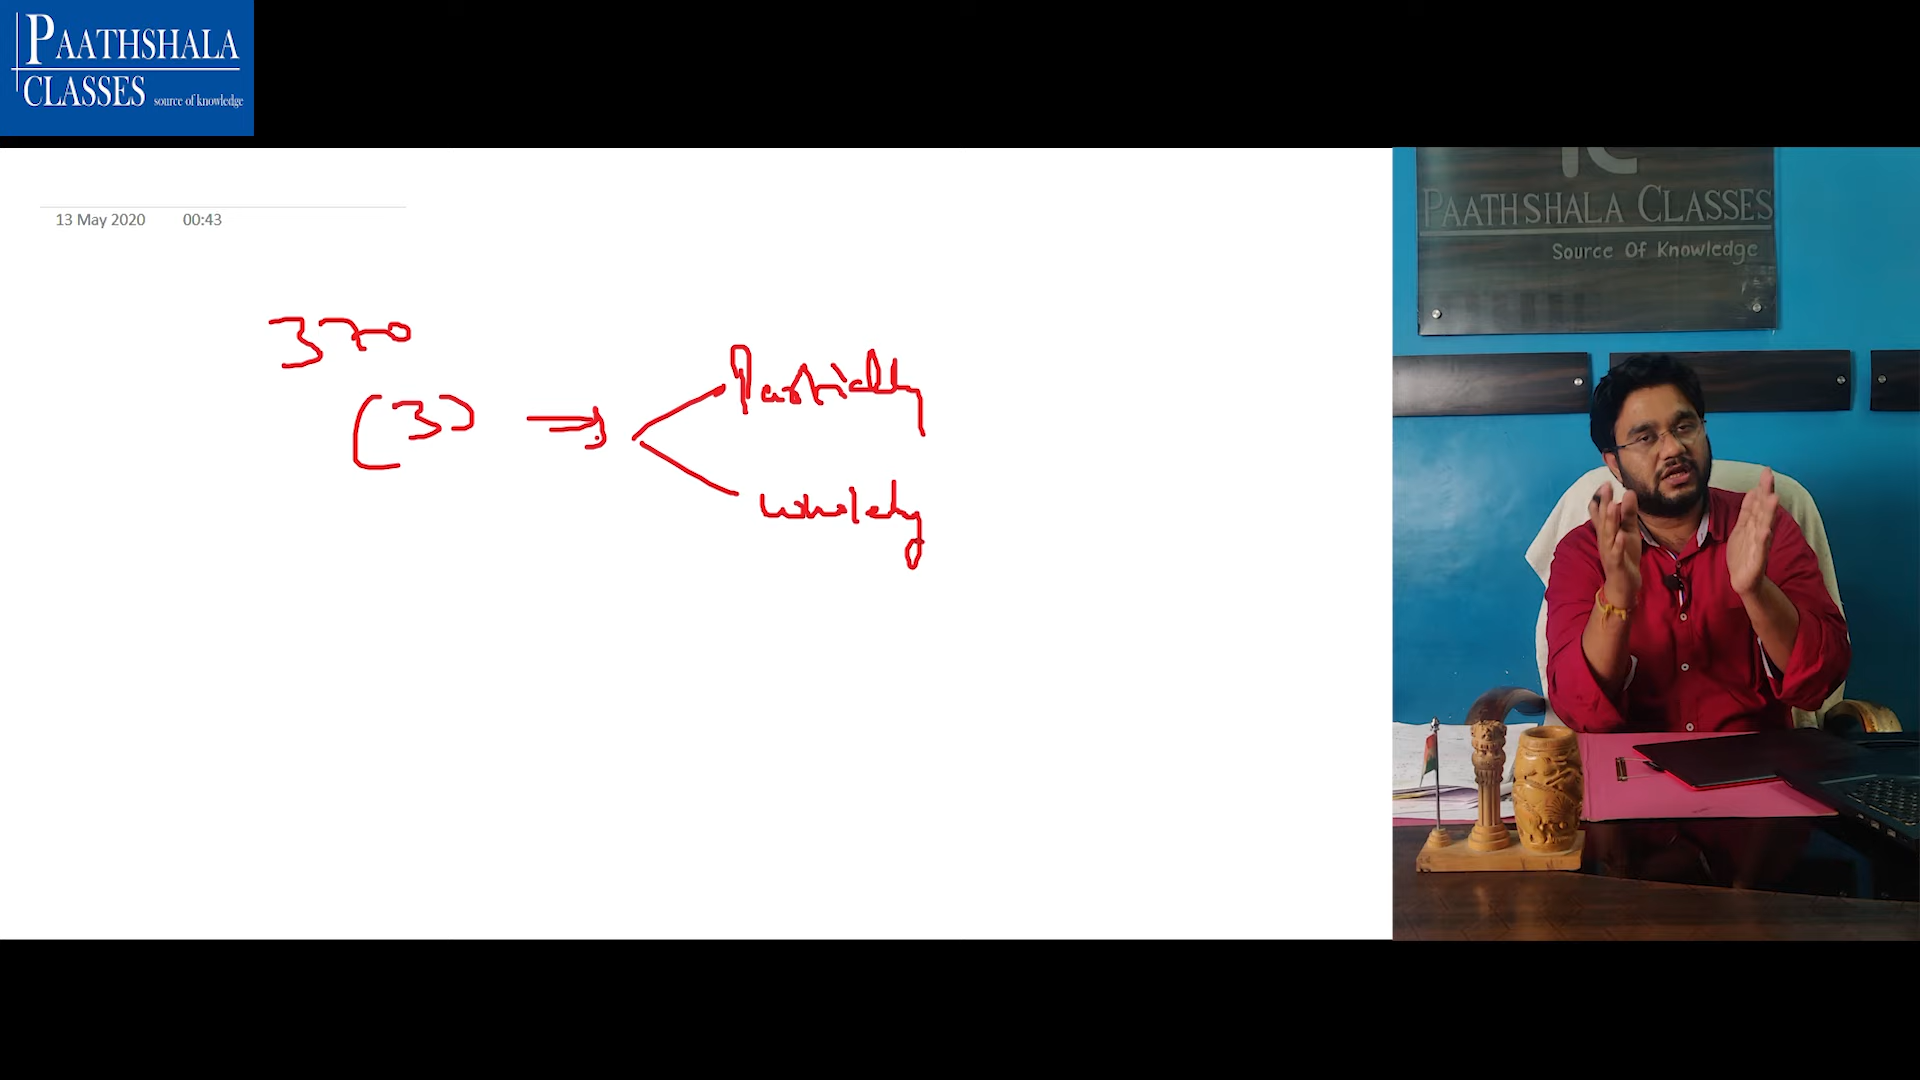 PAATHSHALA
CLASSES source of knowledge
PAATHSHALA CLASSES
Source Of Knowledge
13 May 2020 00:43
370
(3)
Partially
wholely